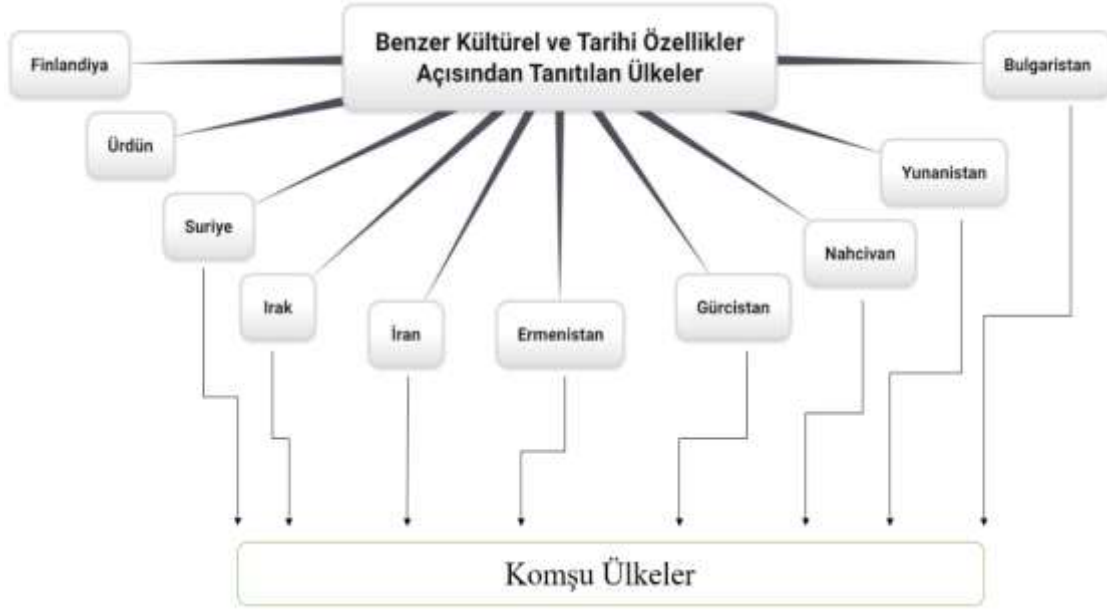 Benzer Kültürel ve Tarihi Özellikler
Açısından Tanıtılan Ülkeler
Finlandiya
Bulgaristan
Ürdün
Yunanistan
Suriye
Nahcivan
Irak
Gürcistan
İran
Ermenistan
Komşu Ülkeler